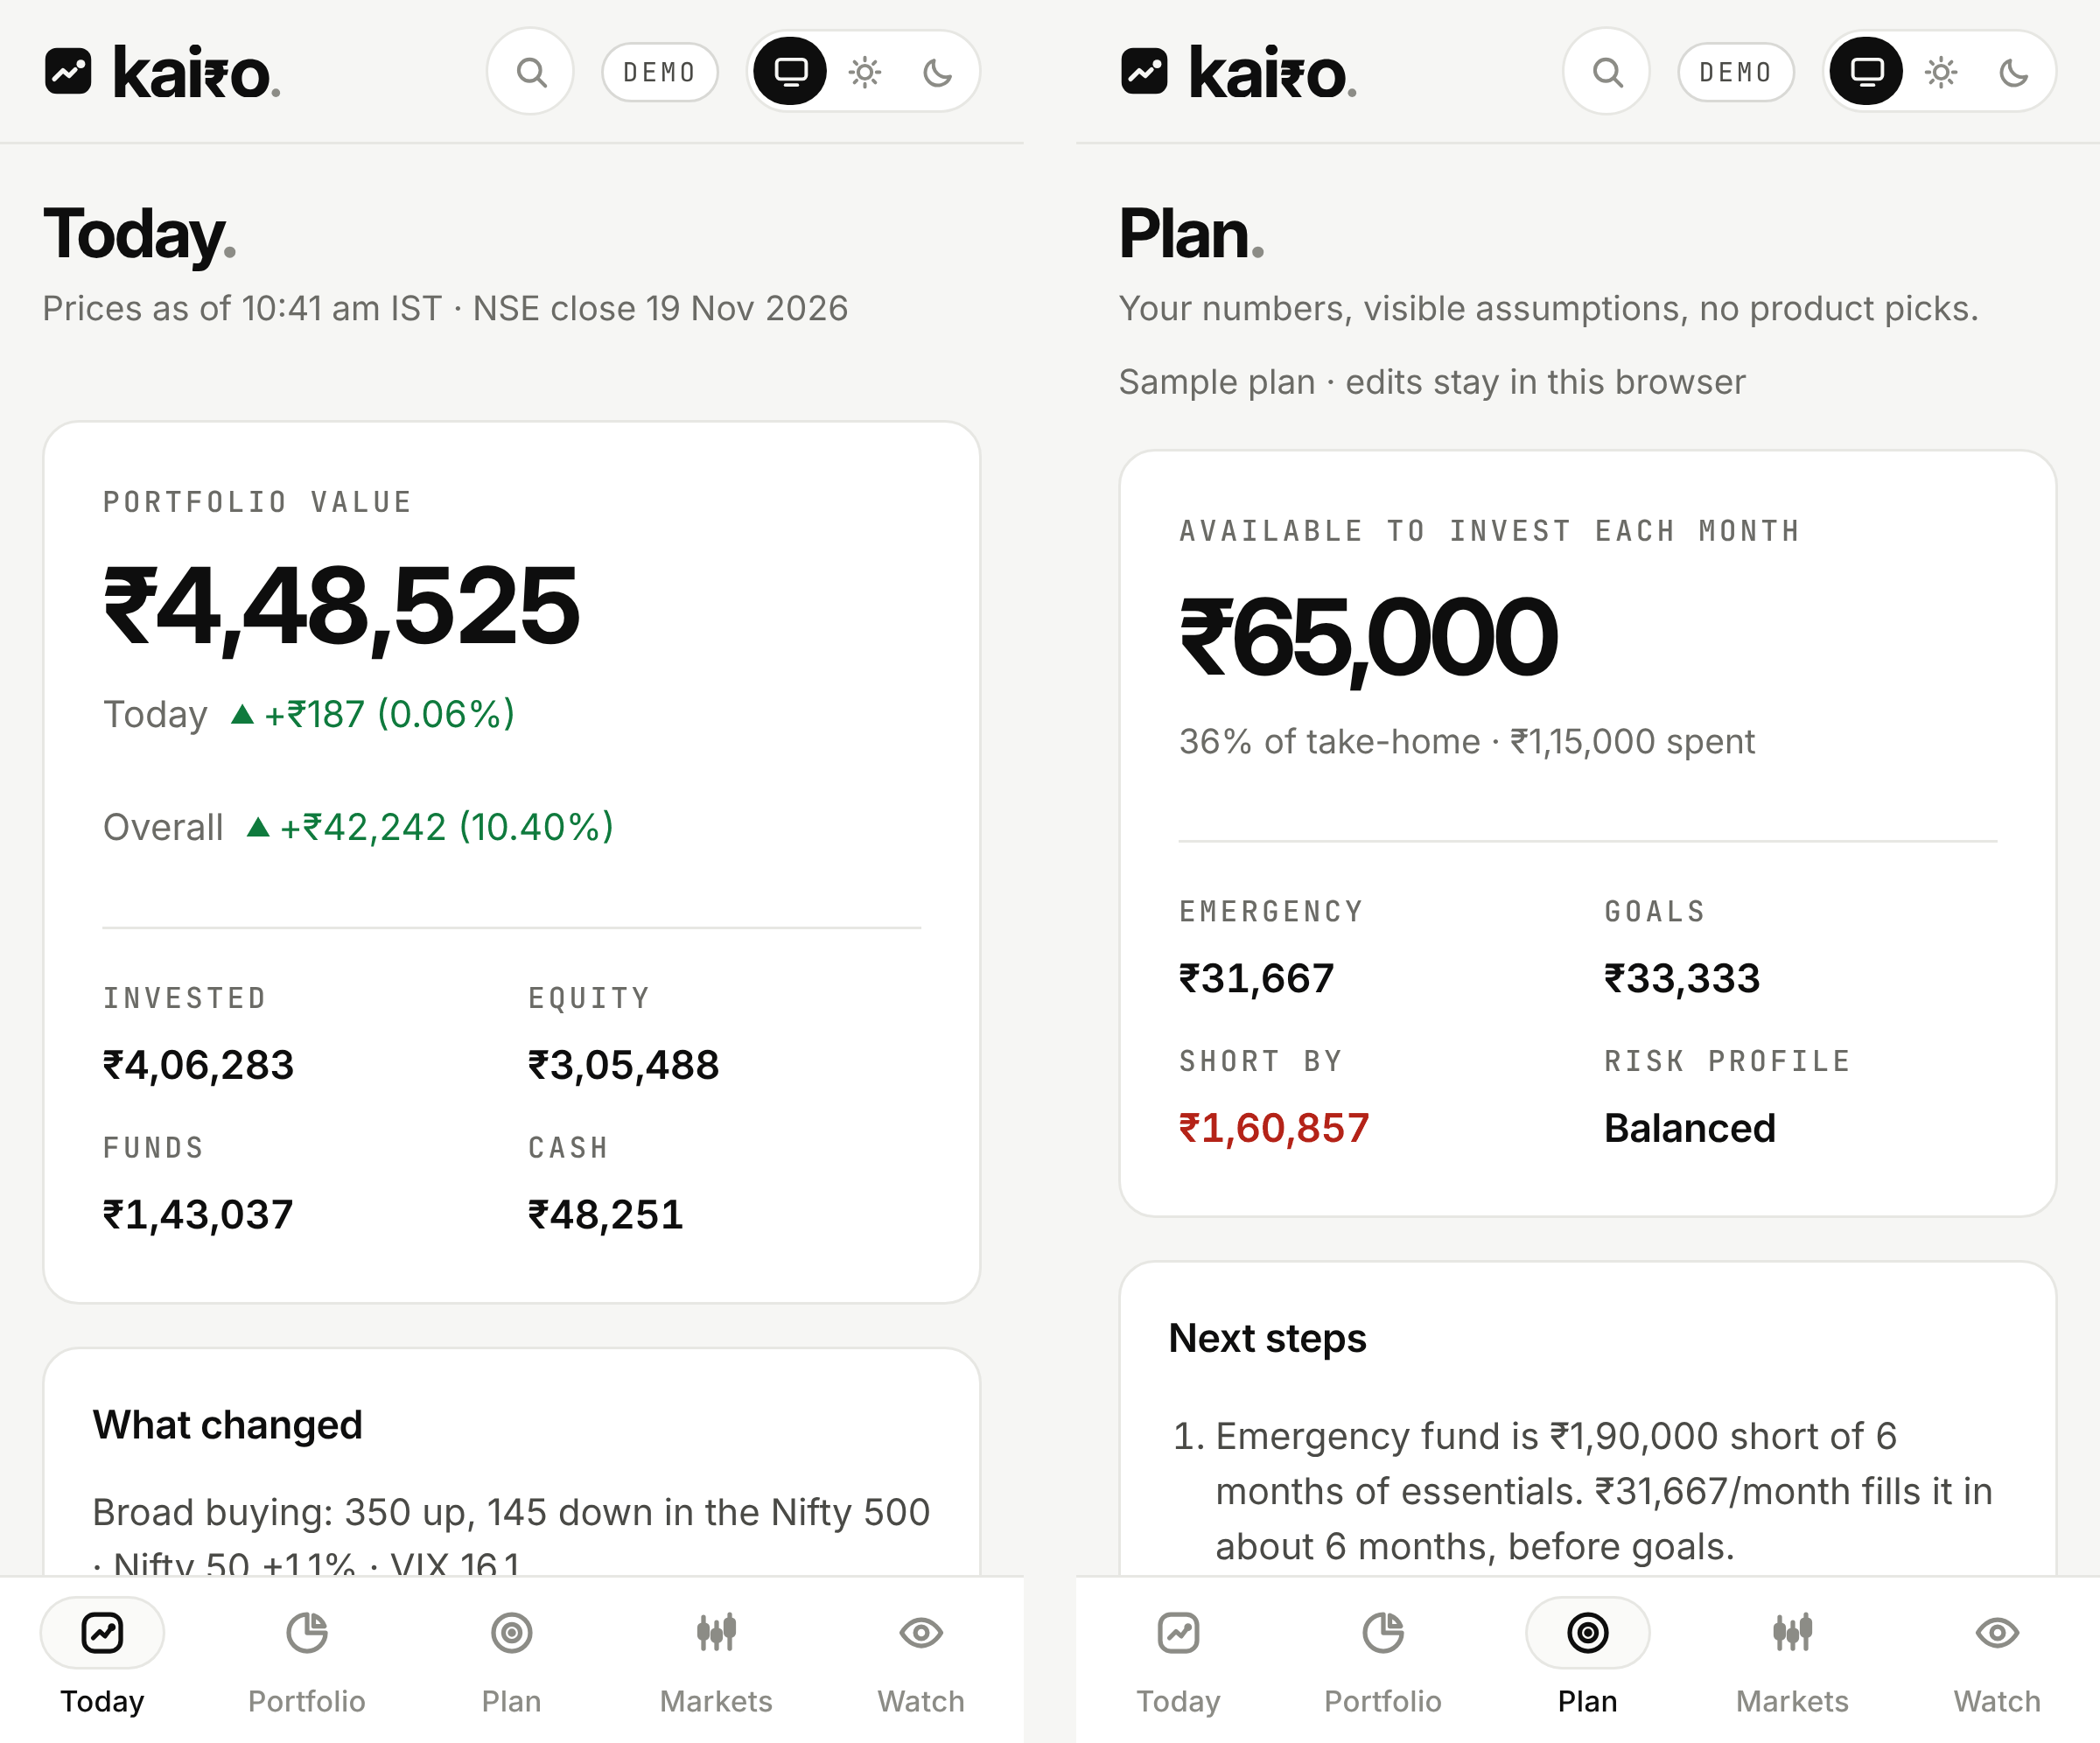 kai₹o.
DEMO
Today.
Prices as of 10:41 am IST · NSE close 19 Nov 2026
PORTFOLIO VALUE
₹4,48,525
Today ▲ +₹187 (0.06%)
Overall ▲ +₹42,242 (10.40%)
INVESTED EQUITY
₹4,06,283 ₹3,05,488
FUNDS CASH
₹1,43,037 ₹48,251
What changed
Broad buying: 350 up, 145 down in the Nifty 500
· Nifty 50 +1.1% · VIX 16.1
Today Portfolio Plan Markets Watch
kai₹o.
DEMO
Plan.
Your numbers, visible assumptions, no product picks.
Sample plan · edits stay in this browser
AVAILABLE TO INVEST EACH MONTH
₹65,000
36% of take-home · ₹1,15,000 spent
EMERGENCY GOALS
₹31,667 ₹33,333
SHORT BY RISK PROFILE
₹1,60,857 Balanced
Next steps
1. Emergency fund is ₹1,90,000 short of 6
months of essentials. ₹31,667/month fills it in
about 6 months, before goals.
Today Portfolio Plan Markets Watch